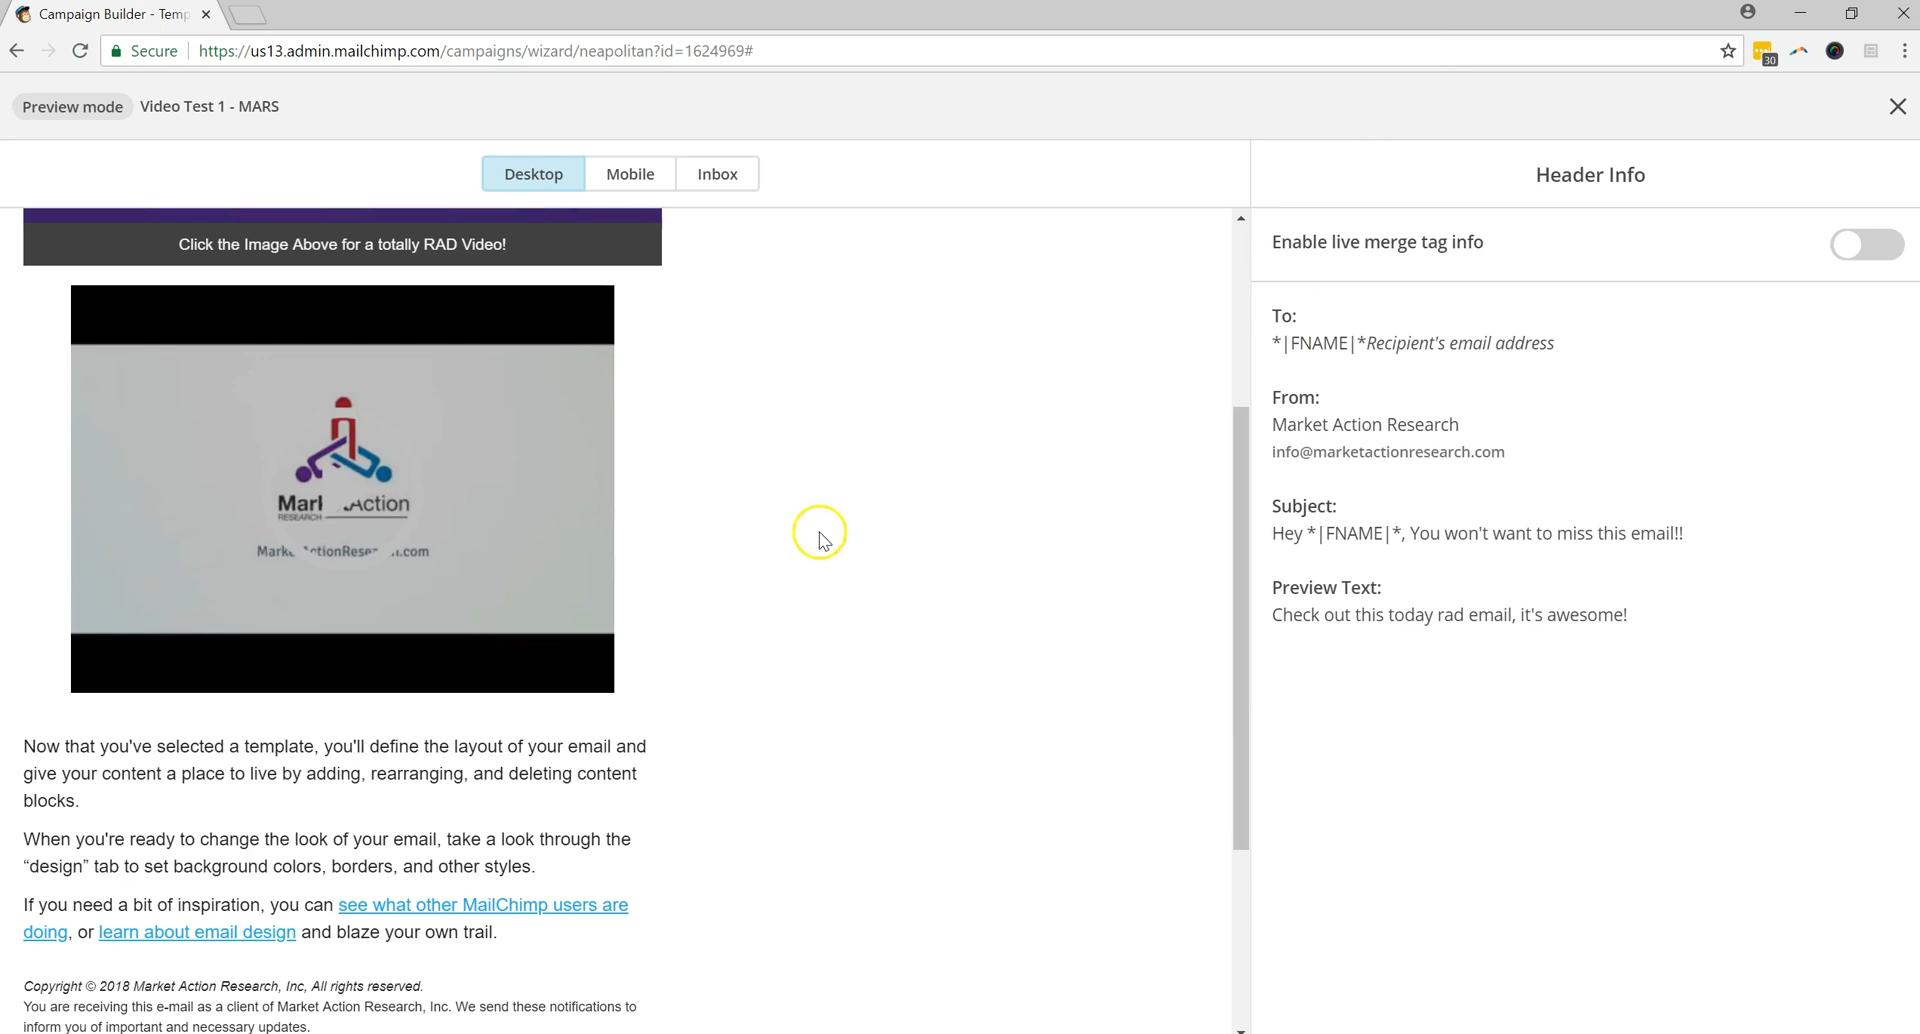 Campaign Builder - Temp
Secure
https://us13.admin.mailchimp.com/campaigns/wizard/neapolitan?id=1624969#
30
Preview mode
Video Test 1 - MARS
Desktop
Mobile
Inbox
Header Info
Click the Image Above for a totally RAD Video!
Action
RESEARCH
Now that you've selected a template, you'll define the layout of your email and
give your content a place to live by adding, rearranging, and deleting content
blocks.
When you're ready to change the look of your email, take a look through the
“design” tab to set background colors, borders, and other styles.
If you need a bit of inspiration, you can see what other MailChimp users are
doing, or learn about email design and blaze your own trail.
Copyright © 2018 Market Action Research, Inc, All rights reserved.
You are receiving this e-mail as a client of Market Action Research, Inc. We send these notifications to
inform you of important and necessary updates.
Enable live merge tag info
To:
*|FNAME|*Recipient's email address
From:
Market Action Research
info@marketactionresearch.com
Subject:
Hey *|FNAME|*, You won't want to miss this email!!
Preview Text:
Check out this today rad email, it's awesome!